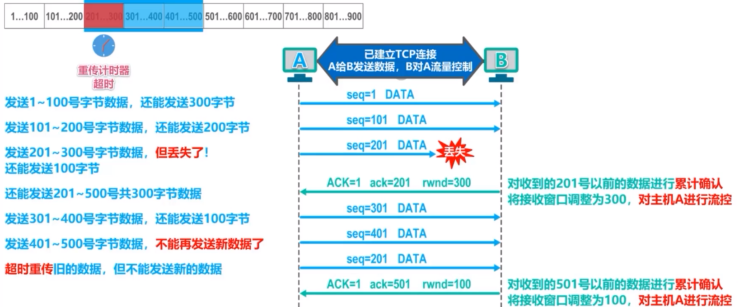 1...100 101...200 201...300 301...400 401...500 501...600 601...700 701...800 801...900
重传计时器
超时
发送1~100号字节数据，还能发送300字节
发送101~200号字节数据，还能发送200字节
发送201~300号字节数据，但丢失了！
还能发送100字节
还能发送201~500号共300字节数据
发送301~400号字节数据，还能发送100字节
发送401~500号字节数据，不能再发送新数据了
超时重传旧的数据，但不能发送新的数据
A
已建立TCP连接
A给B发送数据，B对A流量控制
B
seq=1 DATA
seq=101 DATA
seq=201 DATA
丢失
ACK=1 ack=201 rwnd=300
对收到的201号以前的数据进行累计确认
将接收窗口调整为300，对主机A进行流控
seq=301 DATA
seq=401 DATA
seq=201 DATA
ACK=1 ack=501 rwnd=100
对收到的501号以前的数据进行累计确认
将接收窗口调整为100，对主机A进行流控